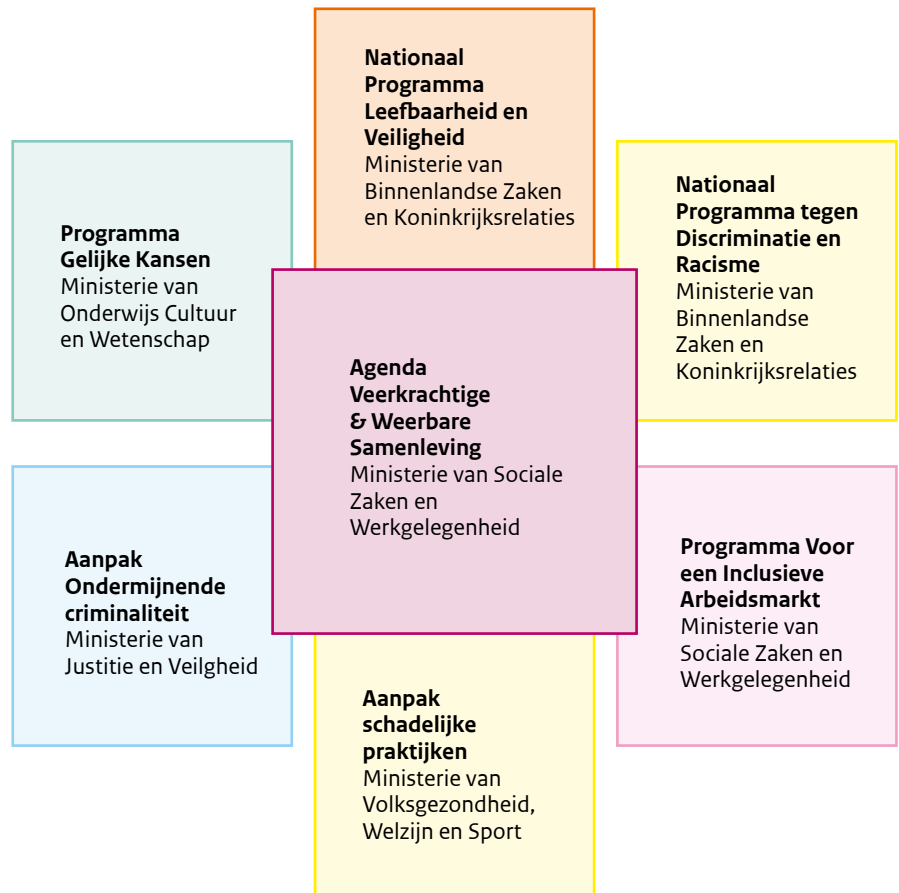 Nationaal
Programma
Leefbaarheid en
Veiligheid
Ministerie van
Binnenlandse Zaken
en Koninkrijksrelaties
Programma
Gelijke Kansen
Ministerie van
Onderwijs Cultuur
en Wetenschap
Nationaal
Programma tegen
Discriminatie en
Racisme
Ministerie van
Binnenlandse
Zaken en
Koninkrijksrelaties
Agenda
Veerkrachtige
& Weerbare
Samenleving
Ministerie van Sociale
Zaken en
Werkgelegenheid
Aanpak
Ondermijnende
criminaliteit
Ministerie van
Justitie en Veilgheid
Programma Voor
een Inclusieve
Arbeidsmarkt
Ministerie van
Sociale Zaken en
Werkgelegenheid
Aanpak
schadelijke
praktijken
Ministerie van
Volksgezondheid,
Welzijn en Sport